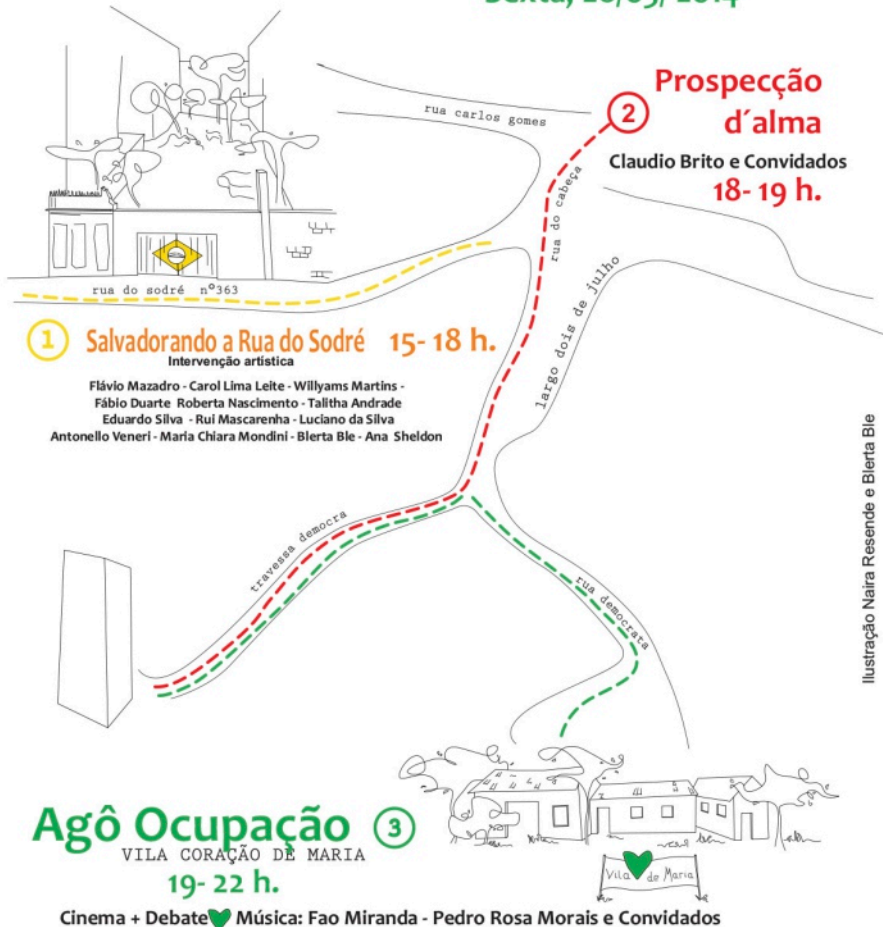 rua carlos gomes
2
Prospecção
d´alma
Claudio Brito e Convidados
18- 19 h.
rua do cabeça
largo dois de julho
rua do sodré nº363
1 Salvadorando a Rua do Sodré 15- 18 h.
Intervenção artística
Flávio Mazadro - Carol Lima Leite - Willyams Martins -
Fábio Duarte Roberta Nascimento - Talitha Andrade
Eduardo Silva - Rui Mascarenha - Luciano da Silva
Antonello Veneri - Maria Chiara Mondini - Blerta Ble - Ana Sheldon
travessa democra
rua democrata
Ilustração Naira Resende e Blerta Ble
Agô Ocupação 3
VILA CORAÇÃO DE MARIA
19- 22 h.
Vila de Maria
Cinema + Debate Música: Fao Miranda - Pedro Rosa Morais e Convidados